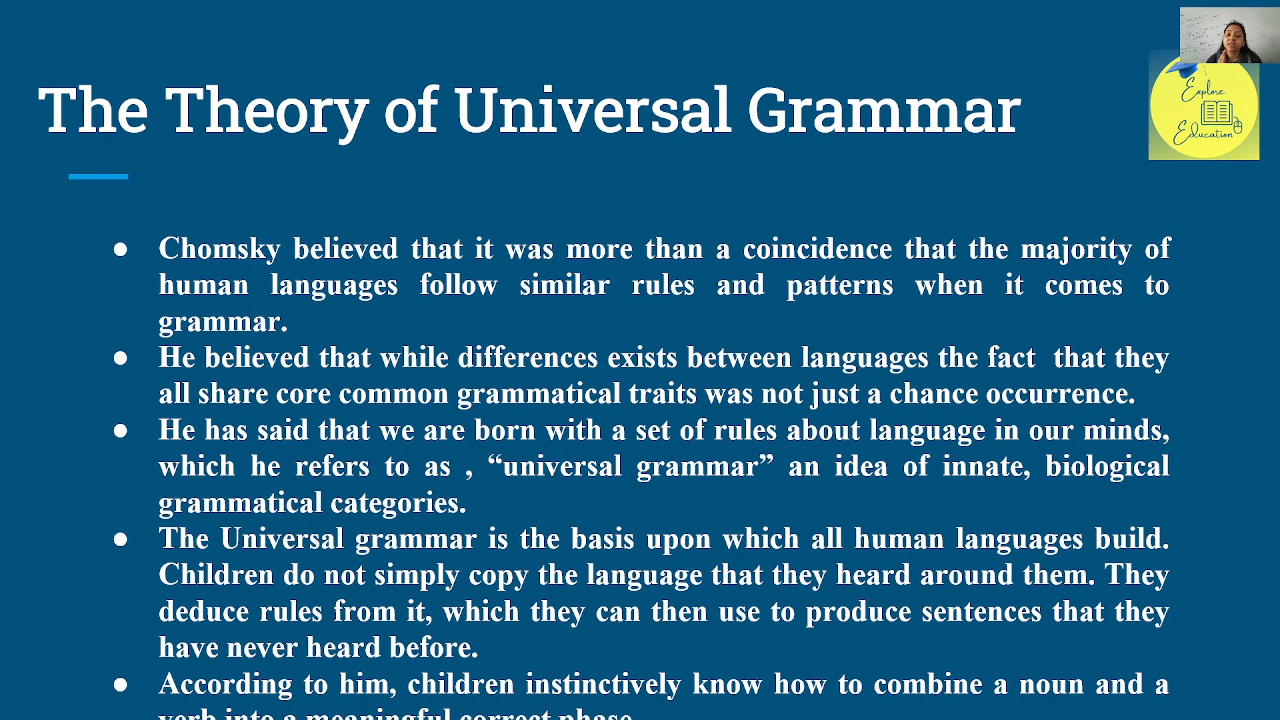 The Theory of Universal Grammar
Explore
Education
● Chomsky believed that it was more than a coincidence that the majority of
human languages follow similar rules and patterns when it comes to
grammar.
● He believed that while differences exists between languages the fact that they
all share core common grammatical traits was not just a chance occurrence.
● He has said that we are born with a set of rules about language in our minds,
which he refers to as , “universal grammar” an idea of innate, biological
grammatical categories.
● The Universal grammar is the basis upon which all human languages build.
Children do not simply copy the language that they heard around them. They
deduce rules from it, which they can then use to produce sentences that they
have never heard before.
● According to him, children instinctively know how to combine a noun and a
verb into a meaningful correct phase.